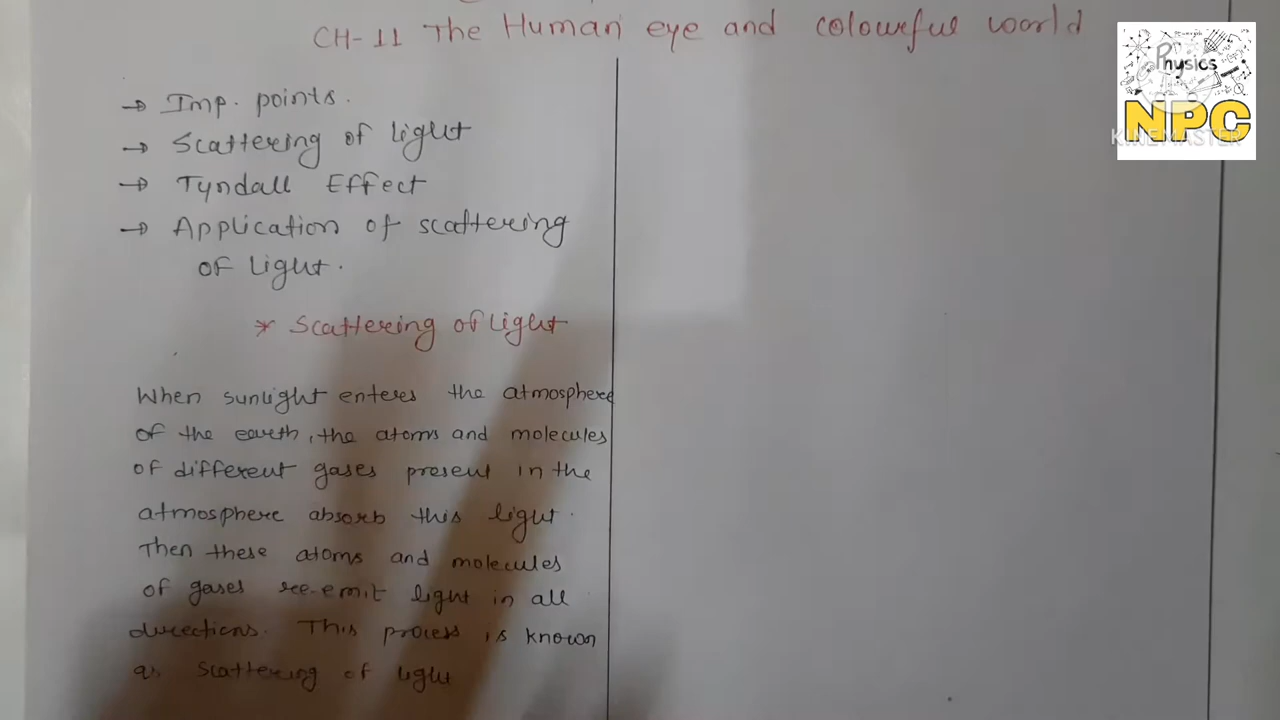 CH-11 The Human eye and colourful world
→ Imp. points.
→ Scattering of light
→ Tyndall Effect
→ Application of scattering
of light.
* Scattering of light
When sunlight enters the atmosphere
of the earth, the atoms and molecules
of different gases present in the
atmosphere absorb this light.
Then these atoms and molecules
of gases re-emit light in all
directions. This process is known
as scattering of light
Physics
NPC
KINEMASTER